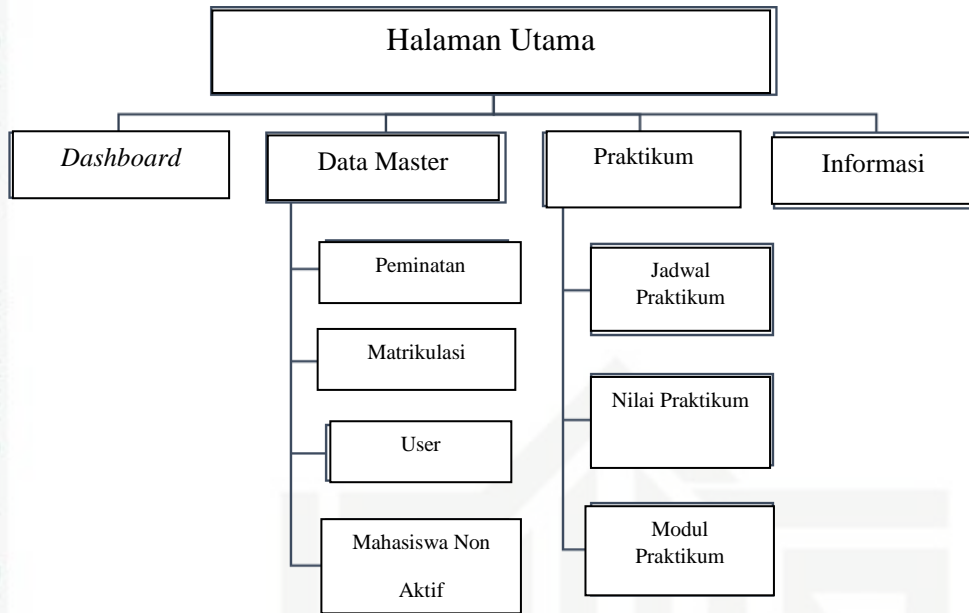 Halaman Utama
Dashboard
Data Master
Praktikum
Informasi
Peminatan
Matrikulasi
User
Mahasiswa Non
Aktif
Jadwal
Praktikum
Nilai Praktikum
Modul
Praktikum